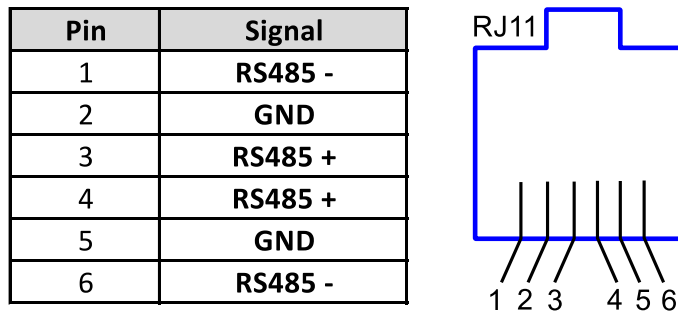 Pin Signal
1 RS485 -
2 GND
3 RS485 +
4 RS485 +
5 GND
6 RS485 -
RJ11
1 2 3 4 5 6